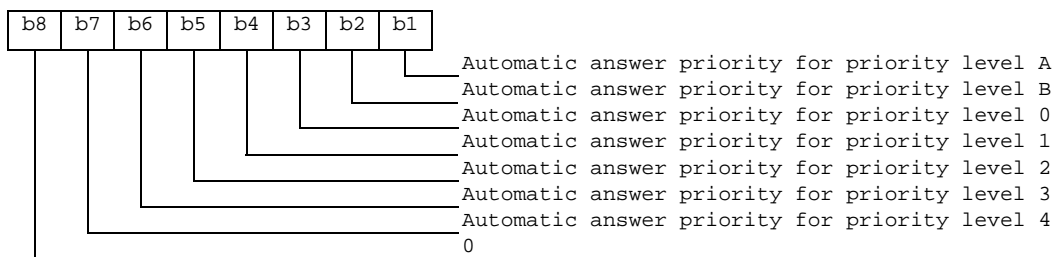 b8 b7 b6 b5 b4 b3 b2 b1
Automatic answer priority for priority level A
Automatic answer priority for priority level B
Automatic answer priority for priority level 0
Automatic answer priority for priority level 1
Automatic answer priority for priority level 2
Automatic answer priority for priority level 3
Automatic answer priority for priority level 4
0